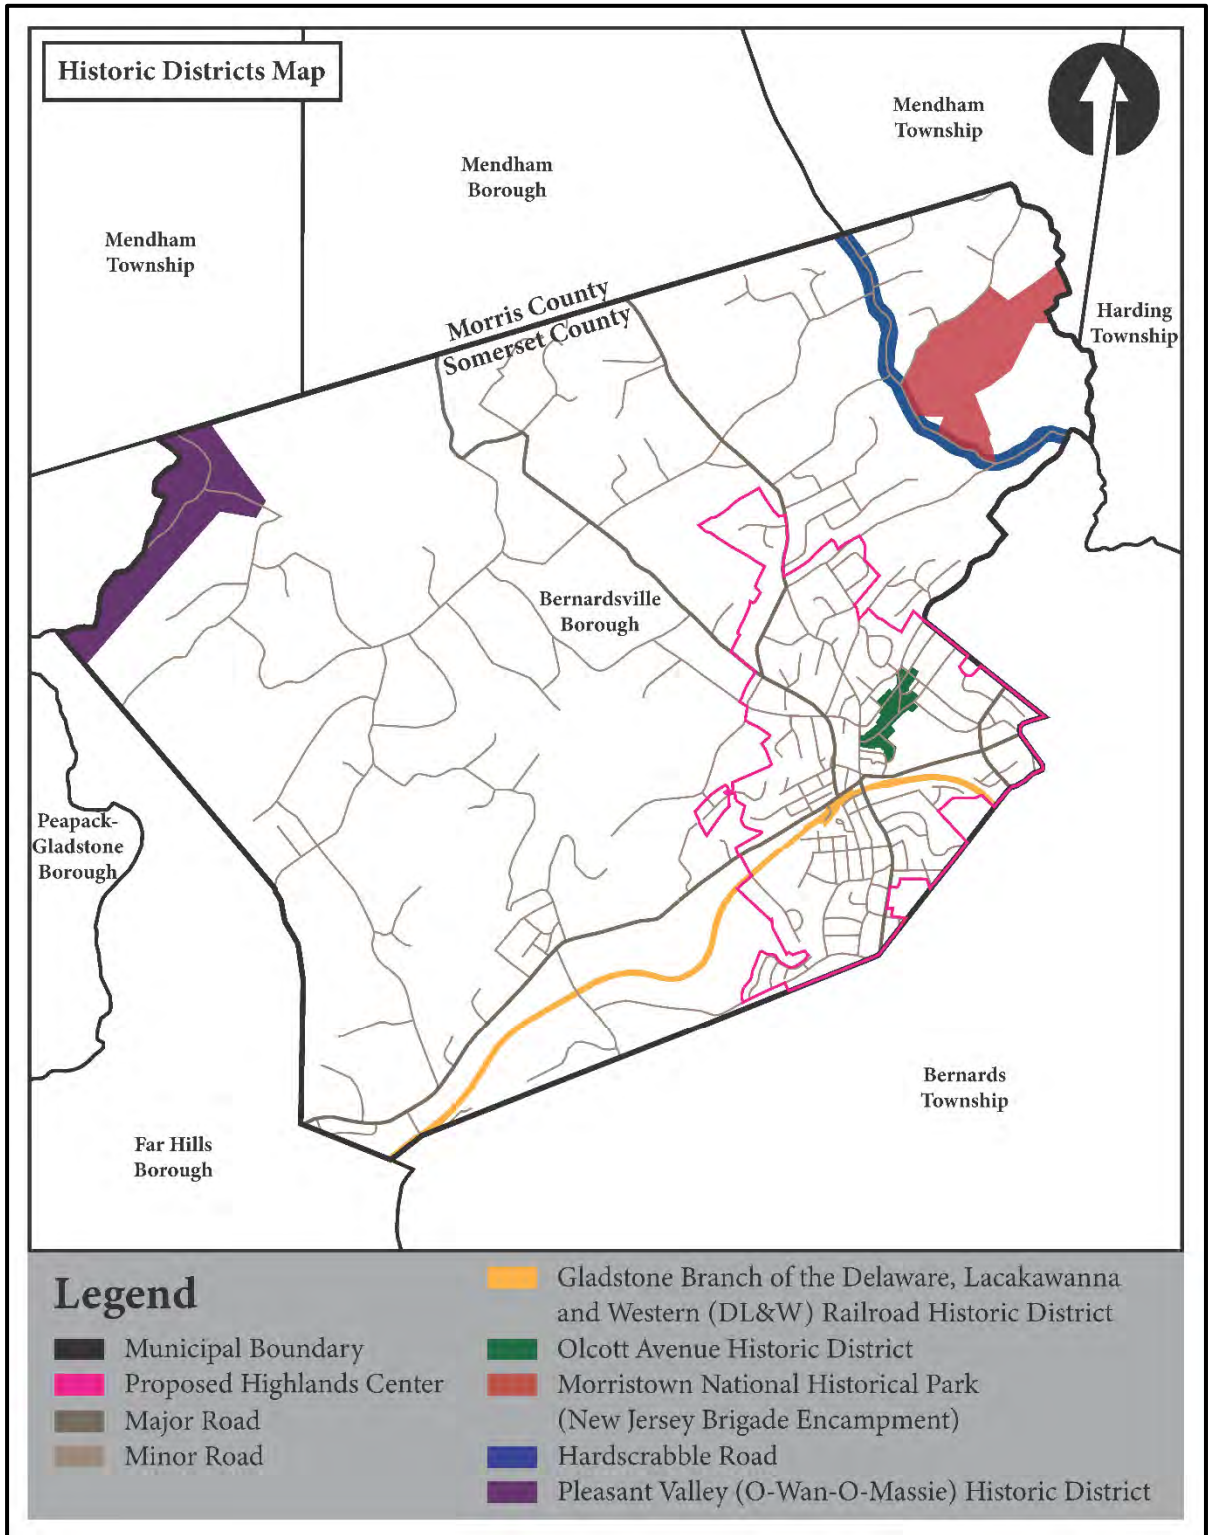 Historic Districts Map
Mendham
Township
Mendham
Borough
Mendham
Township
Morris County
Somerset County
Harding
Township
Bernardsville
Borough
Peapack-
Gladstone
Borough
Bernards
Township
Far Hills
Borough
Legend
Municipal Boundary
Proposed Highlands Center
Major Road
Minor Road
Gladstone Branch of the Delaware, Lacakawanna
and Western (DL&W) Railroad Historic District
Olcott Avenue Historic District
Morristown National Historical Park
(New Jersey Brigade Encampment)
Hardscrabble Road
Pleasant Valley (O-Wan-O-Massie) Historic District